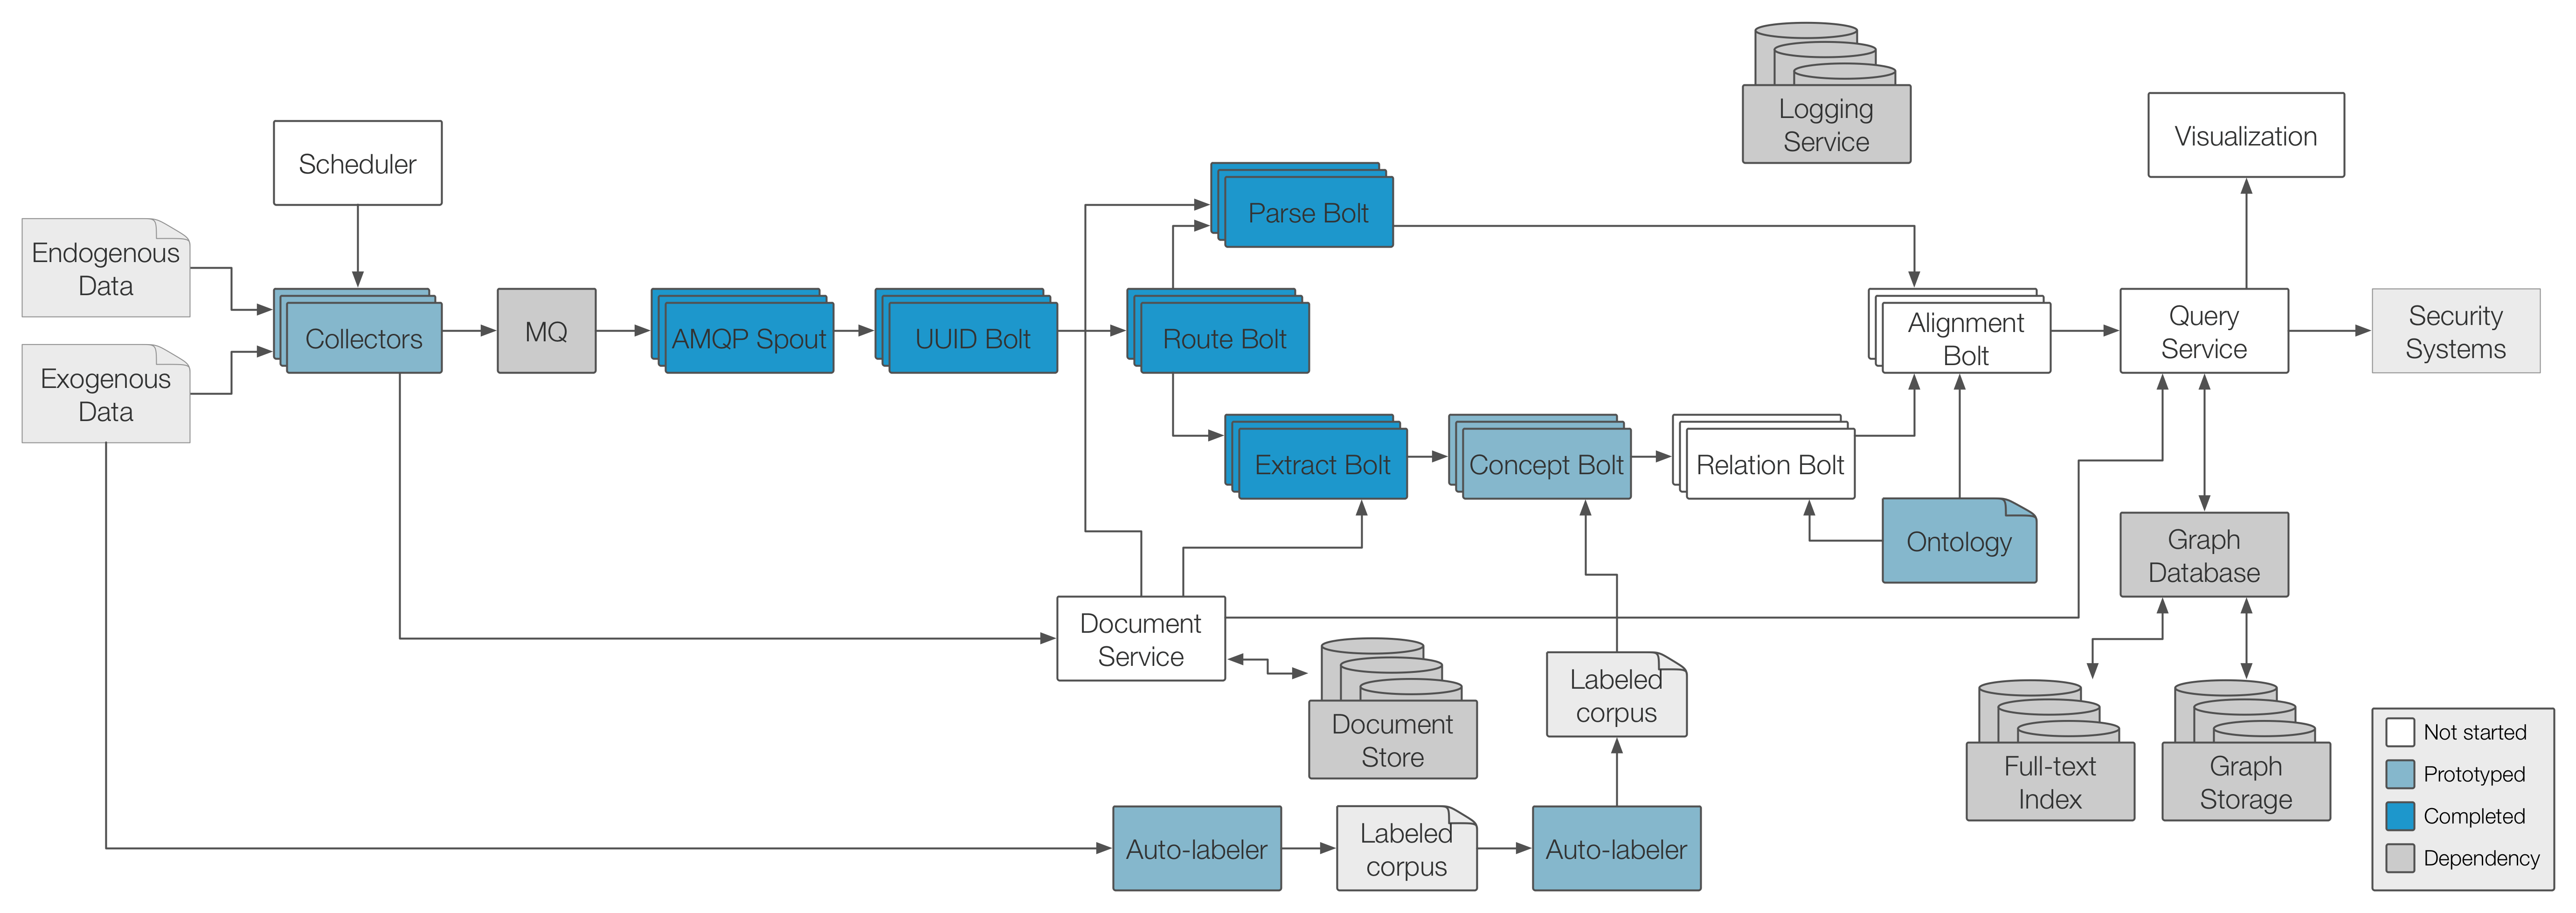 Logging
Service
Visualization
Scheduler
Parse Bolt
Endogenous
Data
Collectors
MQ
AMQP Spout
UUID Bolt
Route Bolt
Alignment
Bolt
Query
Service
Security
Systems
Exogenous
Data
Extract Bolt
Concept Bolt
Relation Bolt
Ontology
Graph
Database
Document
Service
Document
Store
Labeled
corpus
Full-text
Index
Graph
Storage
Auto-labeler
Labeled
corpus
Auto-labeler
Not started
Prototyped
Completed
Dependency